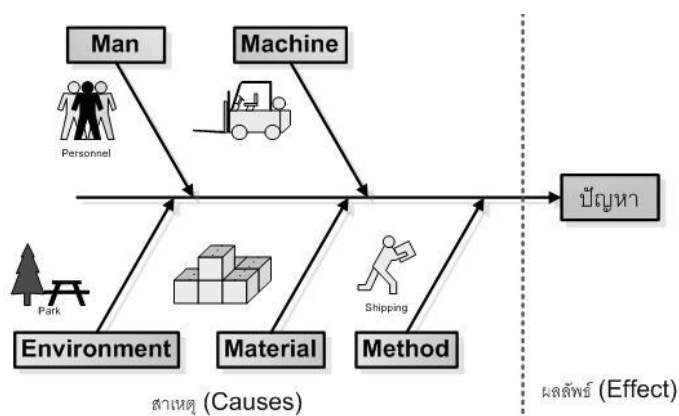 Man
Machine
Personnel
ปัญหา
Park
Shipping
Environment
Material
Method
สาเหตุ (Causes)
ผลลัพธ์ (Effect)